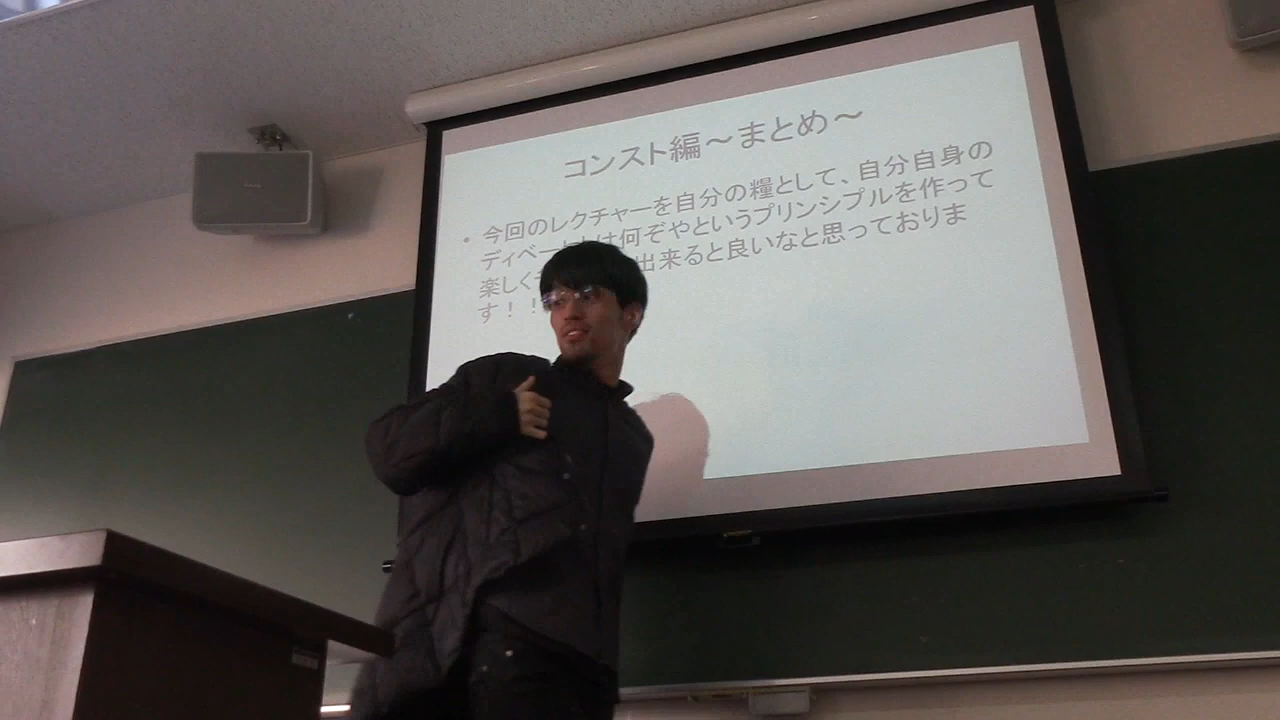 コンスト編～まとめ～
• 今回のレクチャーを自分の糧として、自分自身の
ディベートとは何ぞやというプリンシプルを作って
楽しく 出来ると良いなと思っておりま
す！！